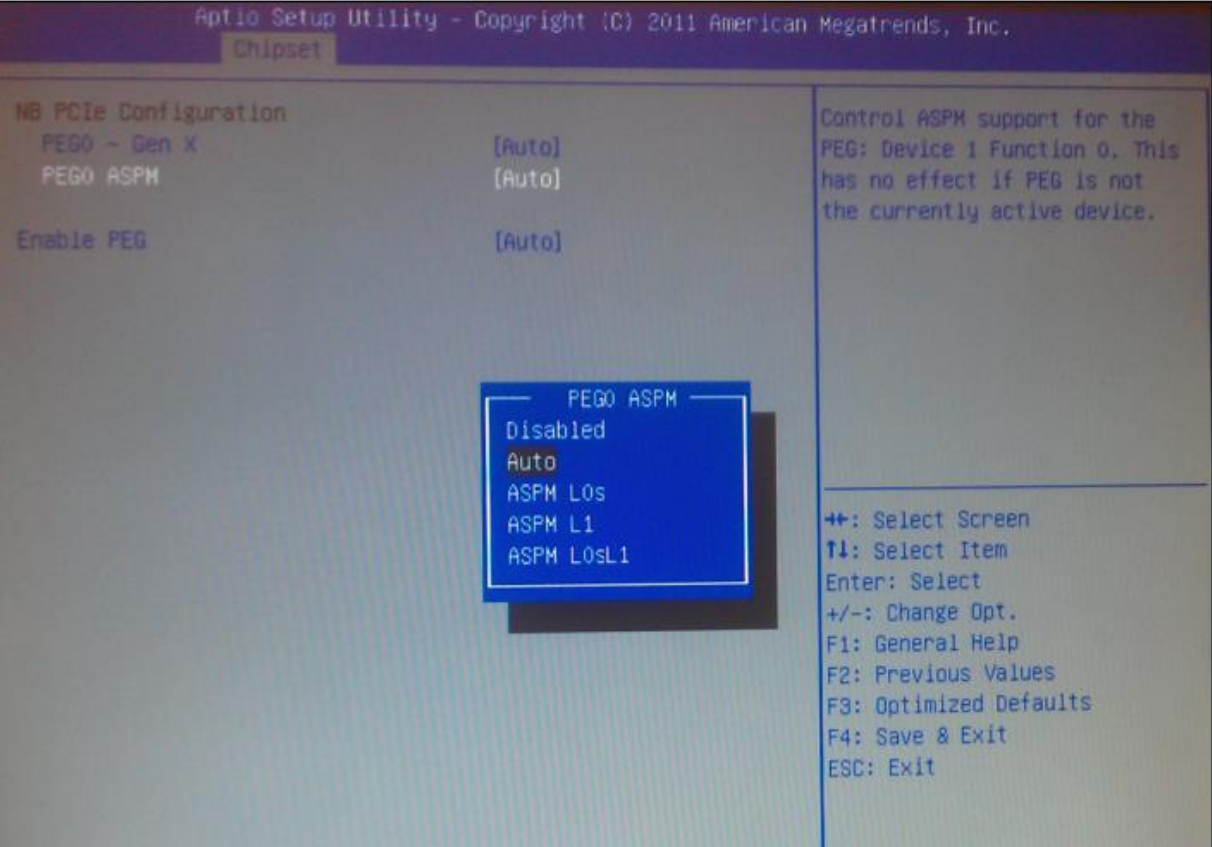 Aptio Setup Utility - Copyright (C) 2011 American Megatrends, Inc.
Chipset
NB PCIe Configuration
PEG0 - Gen X [Auto]
PEG0 ASPM [Auto]
Enable PEG [Auto]
Control ASPM support for the
PEG: Device 1 Function 0. This
has no effect if PEG is not
the currently active device.
PEG0 ASPM
Disabled
Auto
ASPM L0s
ASPM L1
ASPM L0sL1
→←: Select Screen
↑↓: Select Item
Enter: Select
+/-: Change Opt.
F1: General Help
F2: Previous Values
F3: Optimized Defaults
F4: Save & Exit
ESC: Exit